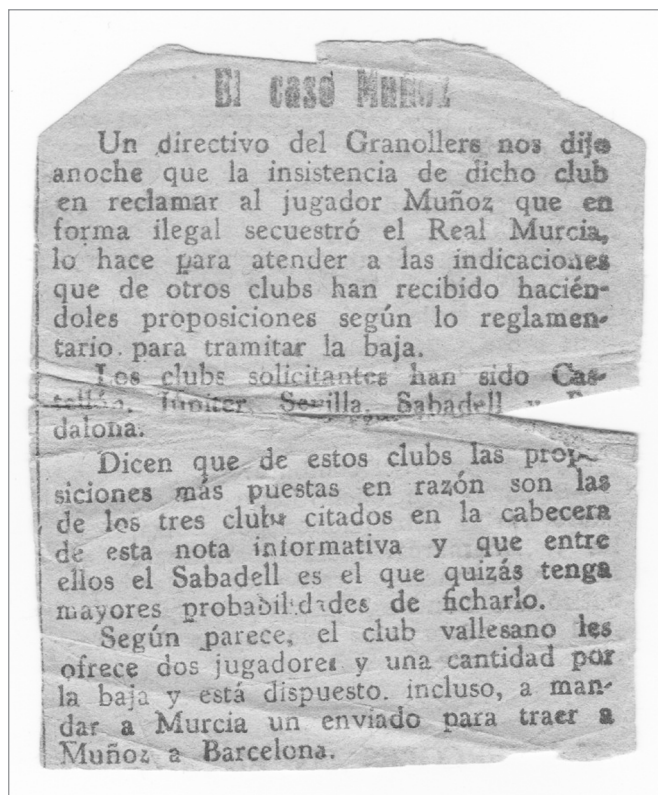 El caso Muñoz
Un directivo del Granollers nos dijo
anoche que la insistencia de dicho club
en reclamar al jugador Muñoz que en
forma ilegal secuestró el Real Murcia,
lo hace para atender a las indicaciones
que de otros clubs han recibido hacién-
doles proposiciones según lo reglamen-
tario para tramitar la baja.
Los clubs solicitantes han sido Cas-
tellón, Júpiter, Sevilla, Sabadell y
dalona.
Dicen que de estos clubs las propo-
siciones más puestas en razón son las
de los tres clubs citados en la cabecera
de esta nota informativa y que entre
ellos el Sabadell es el que quizás tenga
mayores probabilidades de ficharlo.
Según parece, el club vallesano les
ofrece dos jugadores y una cantidad por
la baja y está dispuesto. incluso, a man-
dar a Murcia un enviado para traer a
Muñoz a Barcelona.